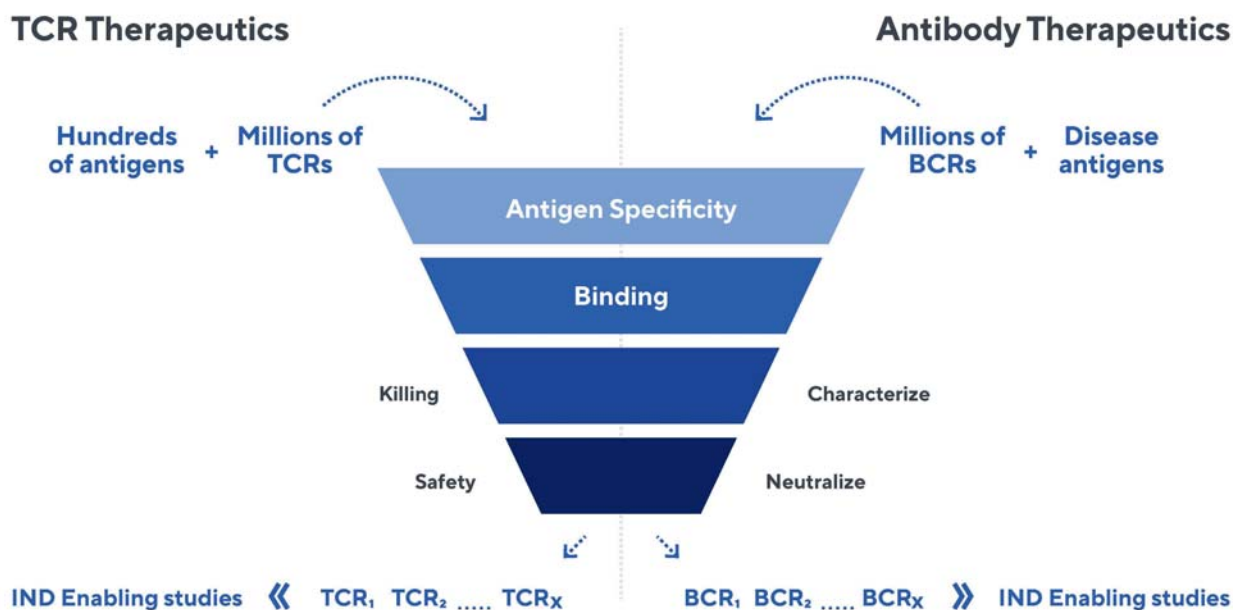 TCR Therapeutics
Antibody Therapeutics
Hundreds
of antigens
+
Millions of
TCRs
Millions of
BCRs
+
Disease
antigens
Antigen Specificity
Binding
Killing
Characterize
Safety
Neutralize
IND Enabling studies « TCR₁ TCR₂ ..... TCRₓ
BCR₁ BCR₂ ..... BCRₓ » IND Enabling studies